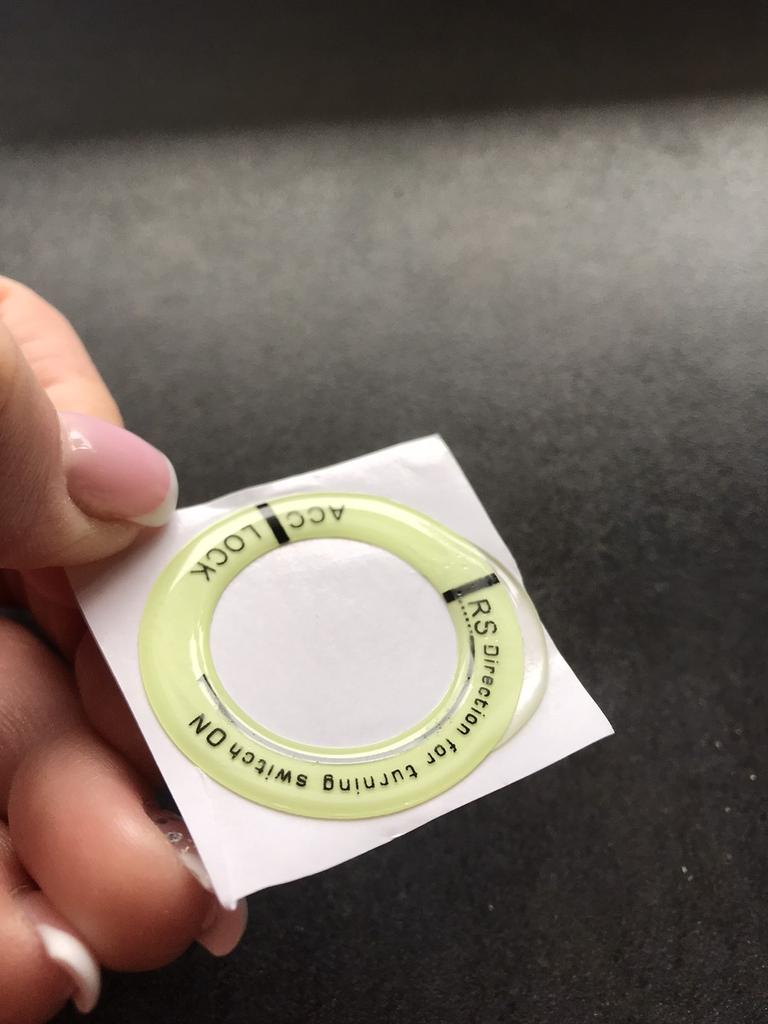 LOCK
ACC
RS Direction for turning switch ON